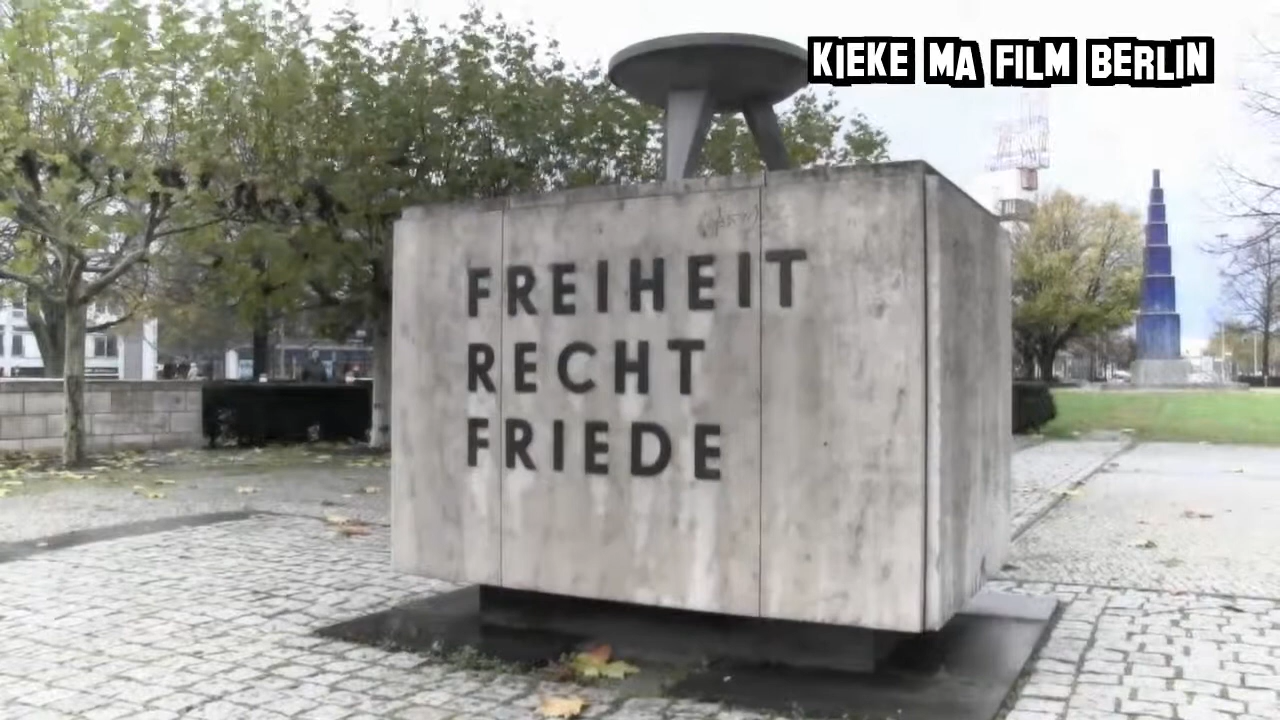 KIEKE MA FILM BERLIN
FREIHEIT
RECHT
FRIEDE